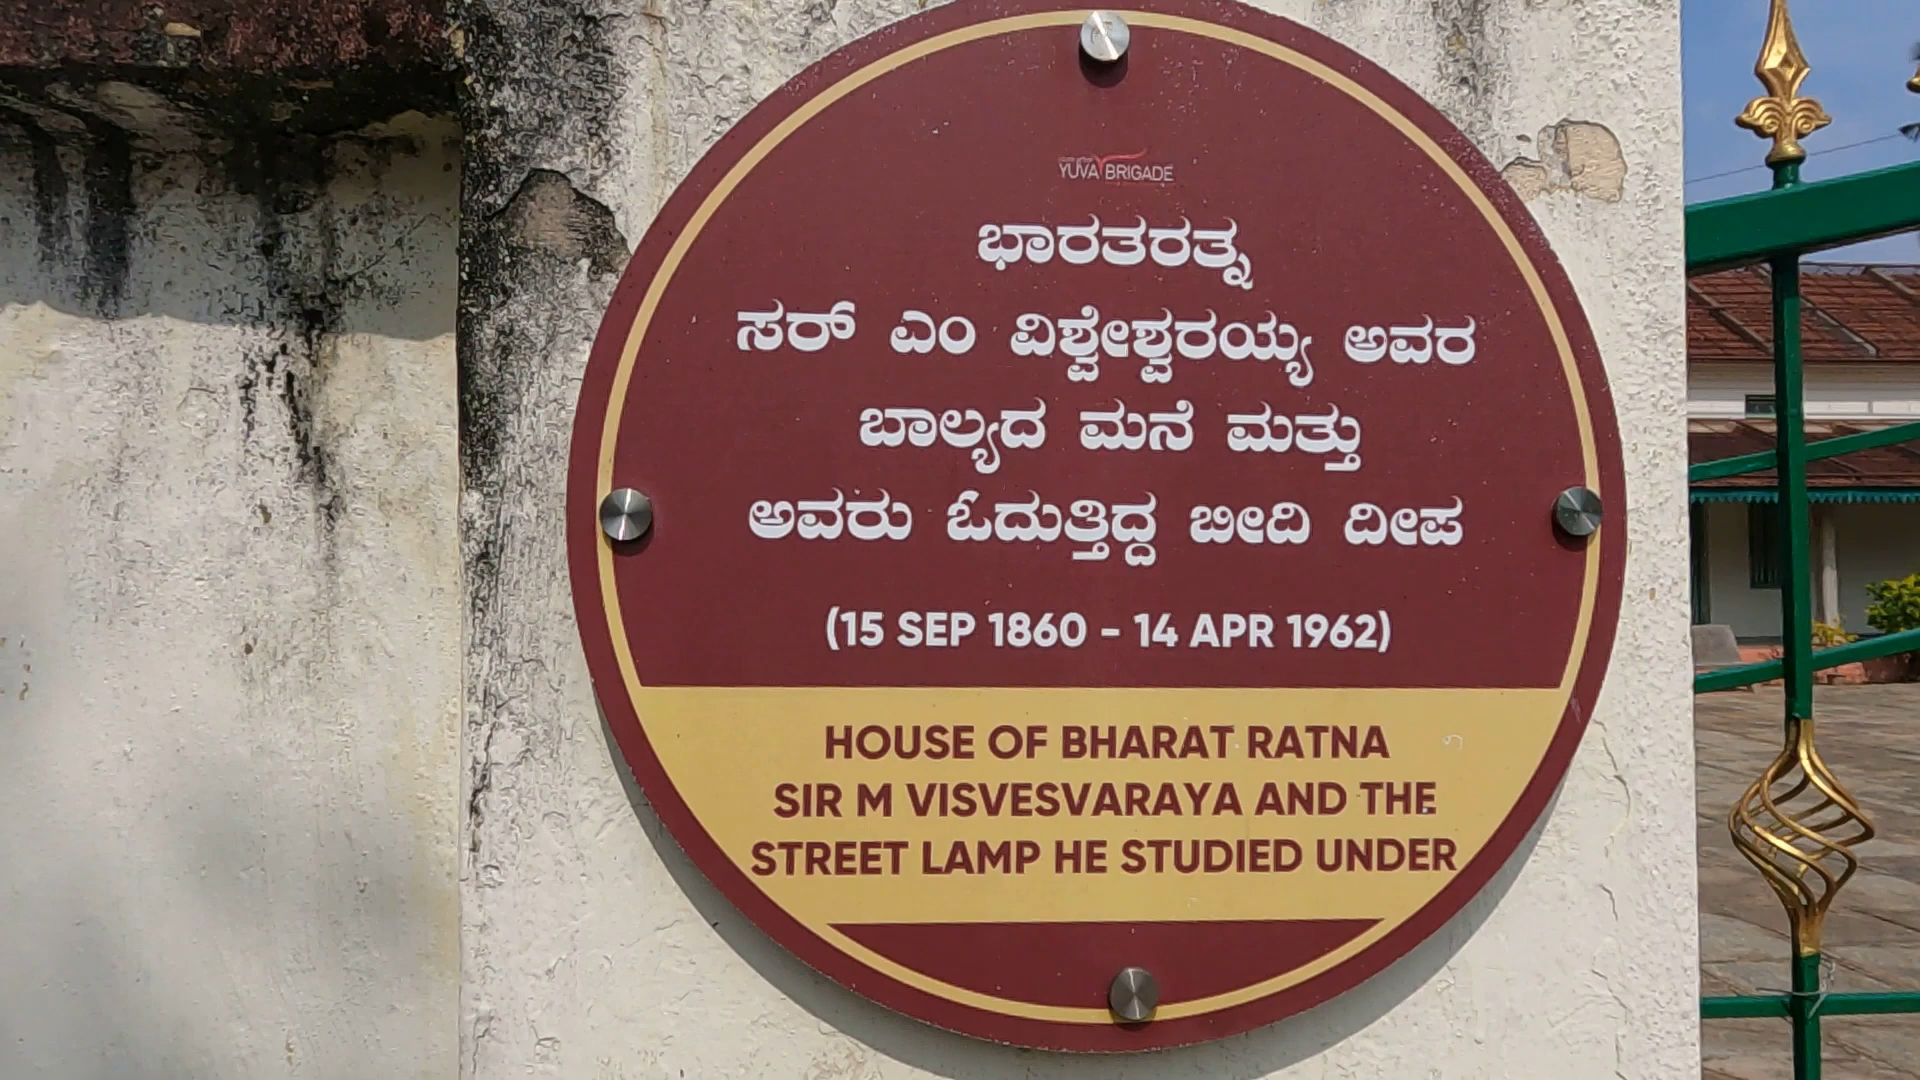 YUVA BRIGADE
ಭಾರತರತ್ನ
ಸರ್ ಎಂ ವಿಶ್ವೇಶ್ವರಯ್ಯ ಅವರ
ಬಾಲ್ಯದ ಮನೆ ಮತ್ತು
ಅವರು ಓದುತ್ತಿದ್ದ ಬೀದಿ ದೀಪ
(15 SEP 1860 - 14 APR 1962)
HOUSE OF BHARAT RATNA
SIR M VISVESVARAYA AND THE
STREET LAMP HE STUDIED UNDER